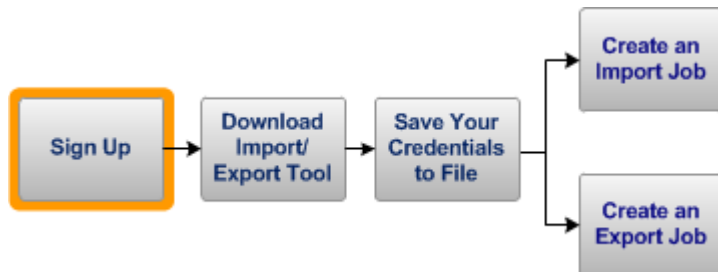 Sign Up
Download
Import/
Export Tool
Save Your
Credentials
to File
Create an
Import Job
Create an
Export Job